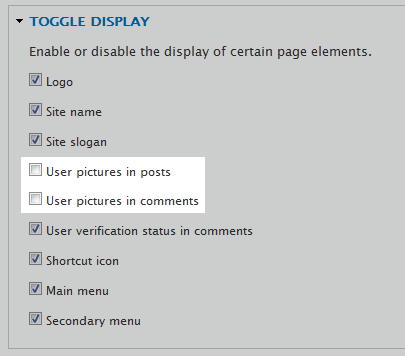 TOGGLE DISPLAY
Enable or disable the display of certain page elements.
Logo
Site name
Site slogan
User pictures in posts
User pictures in comments
User verification status in comments
Shortcut icon
Main menu
Secondary menu